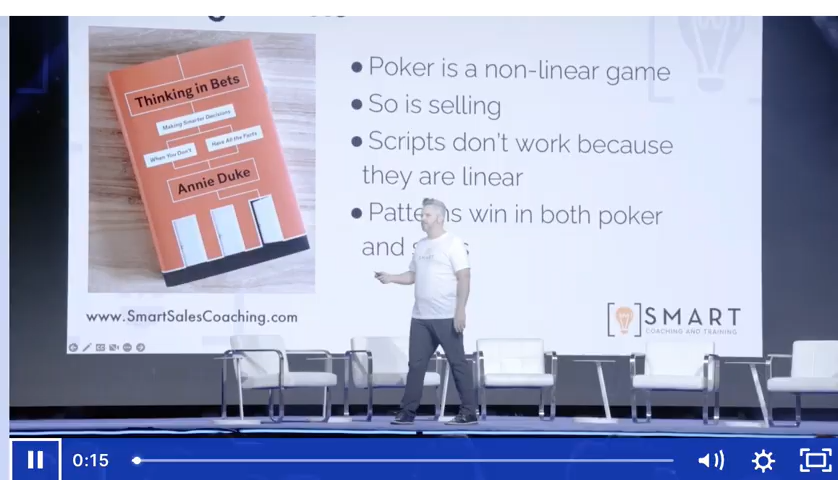 Thinking in Bets
Making Smarter Decisions
When You Don't
Have All the Facts
Annie Duke
• Poker is a non-linear game
• So is selling
• Scripts don't work because
they are linear
• Patterns win in both poker
and
www.SmartSalesCoaching.com
[ ]SMART
COACHING AND TRAINING
0:15